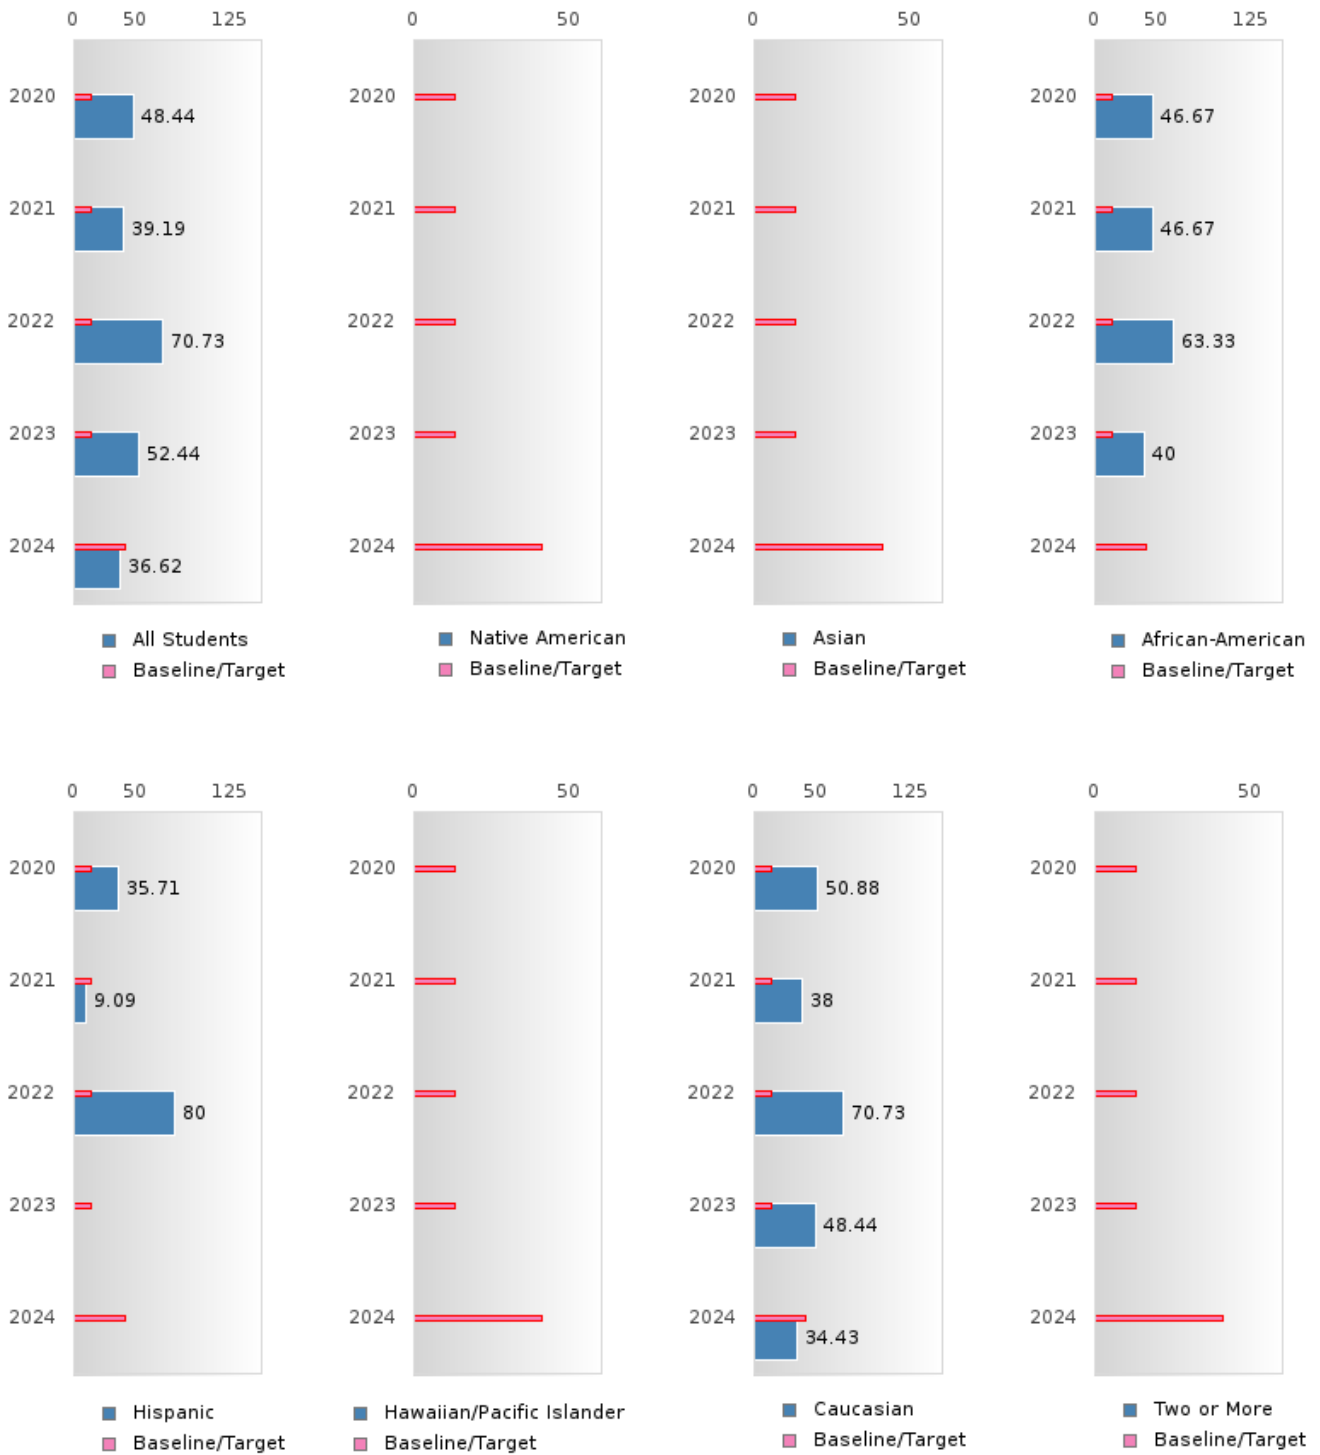 0 50 125
2020 48.44
2021 39.19
2022 70.73
2023 52.44
2024 36.62
All Students
Baseline/Target
0 50
2020
2021
2022
2023
2024
Native American
Baseline/Target
0 50
2020
2021
2022
2023
2024
Asian
Baseline/Target
0 50 125
2020 46.67
2021 46.67
2022 63.33
2023 40
2024
African-American
Baseline/Target
0 50 125
2020 35.71
2021 9.09
2022 80
2023
2024
Hispanic
Baseline/Target
0 50
2020
2021
2022
2023
2024
Hawaiian/Pacific Islander
Baseline/Target
0 50 125
2020 50.88
2021 38
2022 70.73
2023 48.44
2024 34.43
Caucasian
Baseline/Target
0 50
2020
2021
2022
2023
2024
Two or More
Baseline/Target